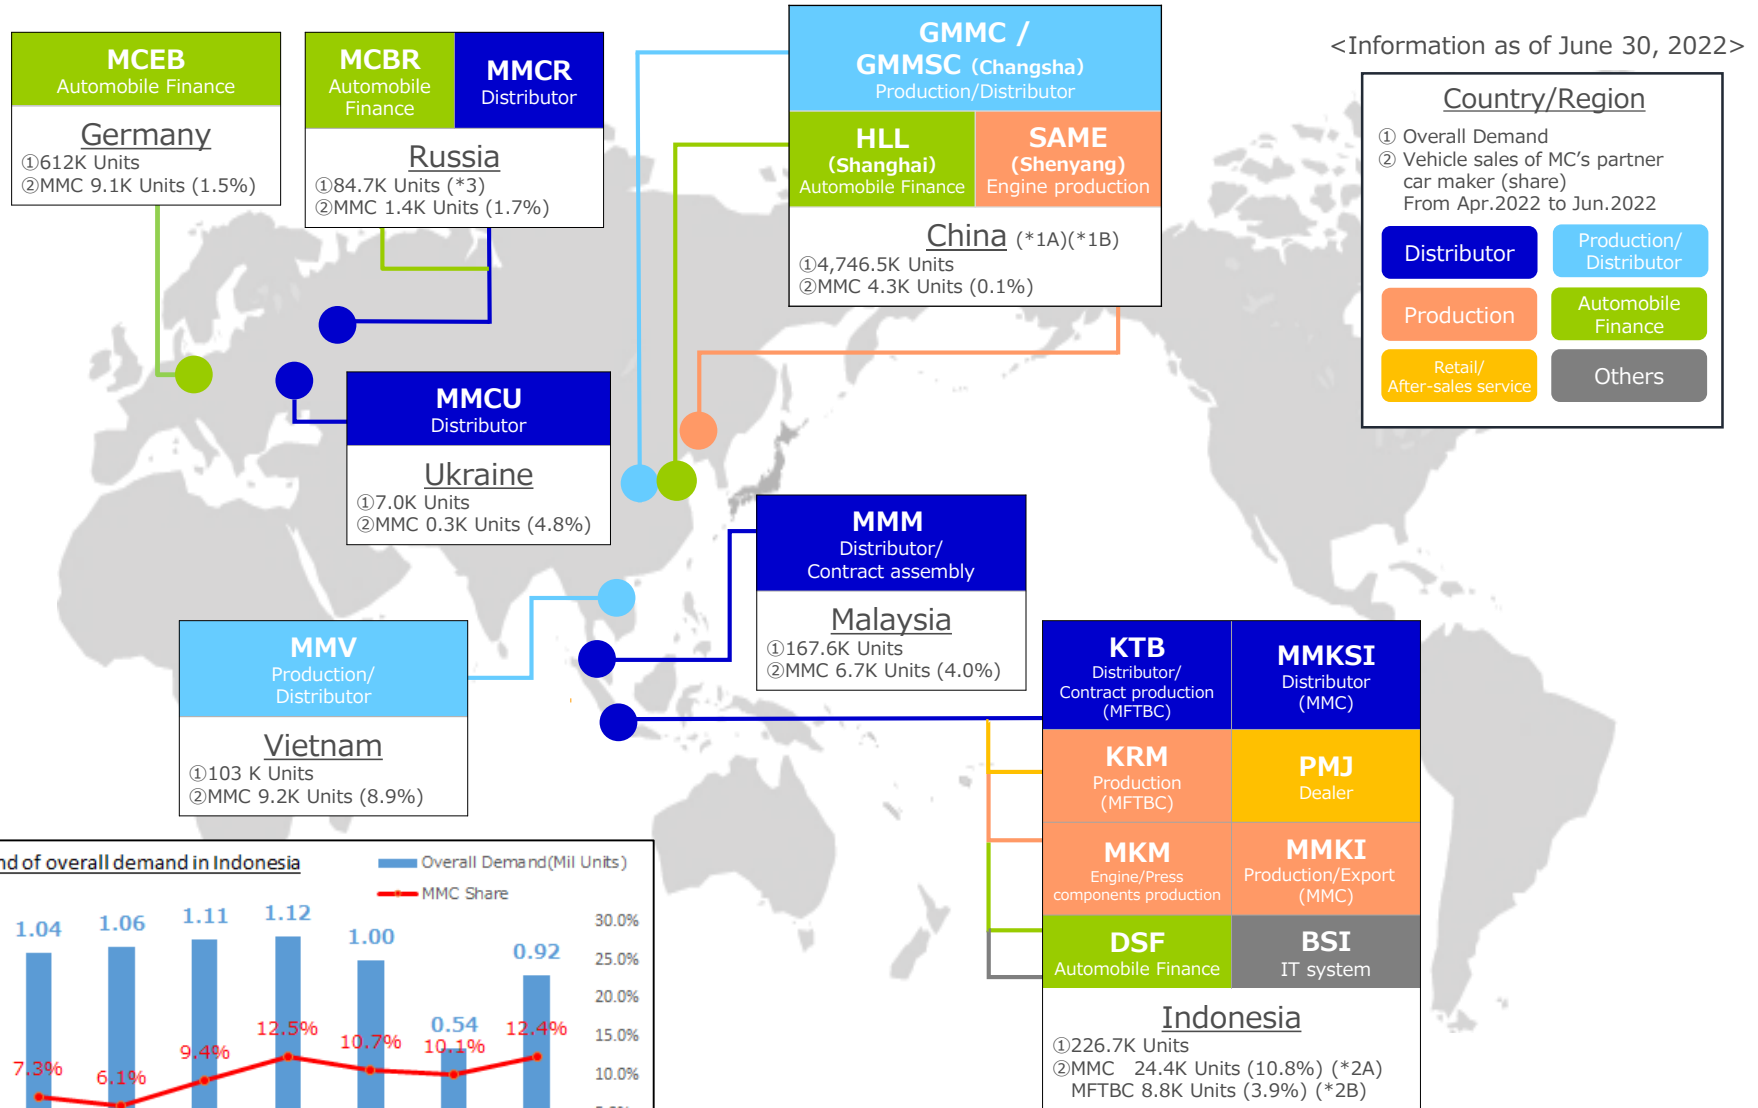 <Information as of June 30, 2022>
MCEB
Automobile Finance
Germany
①612K Units
②MMC 9.1K Units (1.5%)
MCBR
Automobile
Finance
MMCR
Distributor
Russia
①84.7K Units (*3)
②MMC 1.4K Units (1.7%)
GMMC /
GMMSC (Changsha)
Production/Distributor
HLL
(Shanghai)
Automobile Finance
SAME
(Shenyang)
Engine production
China (*1A)(*1B)
①4,746.5K Units
②MMC 4.3K Units (0.1%)
Country/Region
① Overall Demand
② Vehicle sales of MC's partner
car maker (share)
From Apr.2022 to Jun.2022
Distributor
Production/
Distributor
Production
Automobile
Finance
Retail/
After-sales service
Others
MMCU
Distributor
Ukraine
①7.0K Units
②MMC 0.3K Units (4.8%)
MMM
Distributor/
Contract assembly
Malaysia
①167.6K Units
②MMC 6.7K Units (4.0%)
MMV
Production/
Distributor
Vietnam
①103 K Units
②MMC 9.2K Units (8.9%)
KTB
Distributor/
Contract production
(MFTBC)
MMKSI
Distributor
(MMC)
KRM
Production
(MFTBC)
PMJ
Dealer
MKM
Engine/Press
components production
MMKI
Production/Export
(MMC)
DSF
Automobile Finance
BSI
IT system
Indonesia
①226.7K Units
②MMC 24.4K Units (10.8%) (*2A)
MFTBC 8.8K Units (3.9%) (*2B)
nd of overall demand in Indonesia
Overall Demand(Mil Units)
MMC Share
1.04
1.06
1.11
1.12
1.00
0.54
0.92
7.3%
6.1%
9.4%
12.5%
10.7%
10.1%
12.4%
30.0%
25.0%
20.0%
15.0%
10.0%